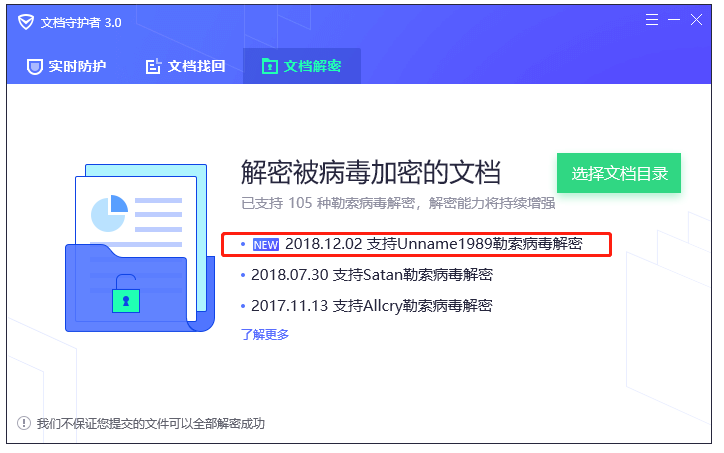 文档守护者 3.0
实时防护 文档找回 文档解密
解密被病毒加密的文档
选择文档目录
已支持 105 种勒索病毒解密，解密能力将持续增强
NEW 2018.12.02 支持Unname1989勒索病毒解密
2018.07.30 支持Satan勒索病毒解密
2017.11.13 支持Allcry勒索病毒解密
了解更多
我们不保证您提交的文件可以全部解密成功